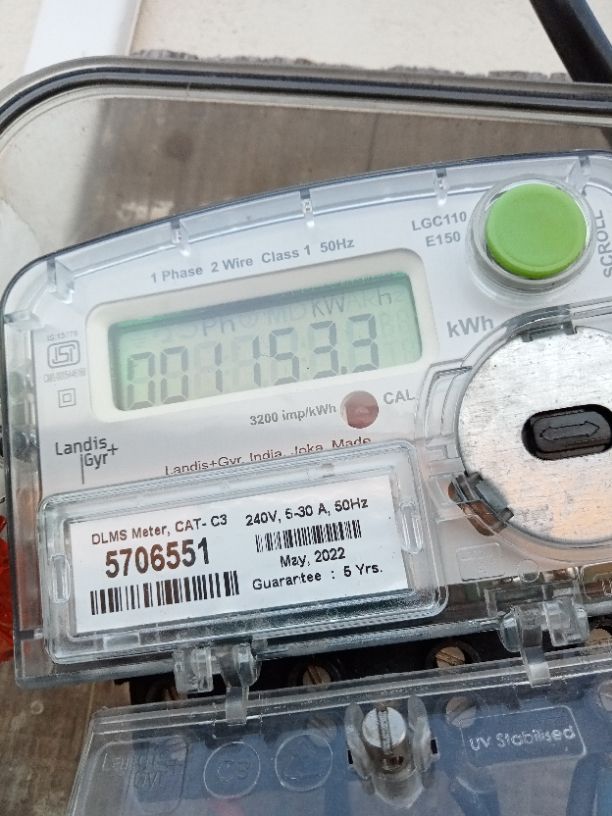 LGC110
E150
SCROLL
1 Phase 2 Wire Class 1 50Hz
kWh
001153.3
3200 imp/kWh
CAL
Landis
Gyr+
Landis+Gyr, India, Joka, Made
DLMS Meter, CAT- C3
240V, 5-30 A, 50Hz
5706551
May, 2022
Guarantee : 5 Yrs.
Landis
Gyr
C3
UV Stabilised